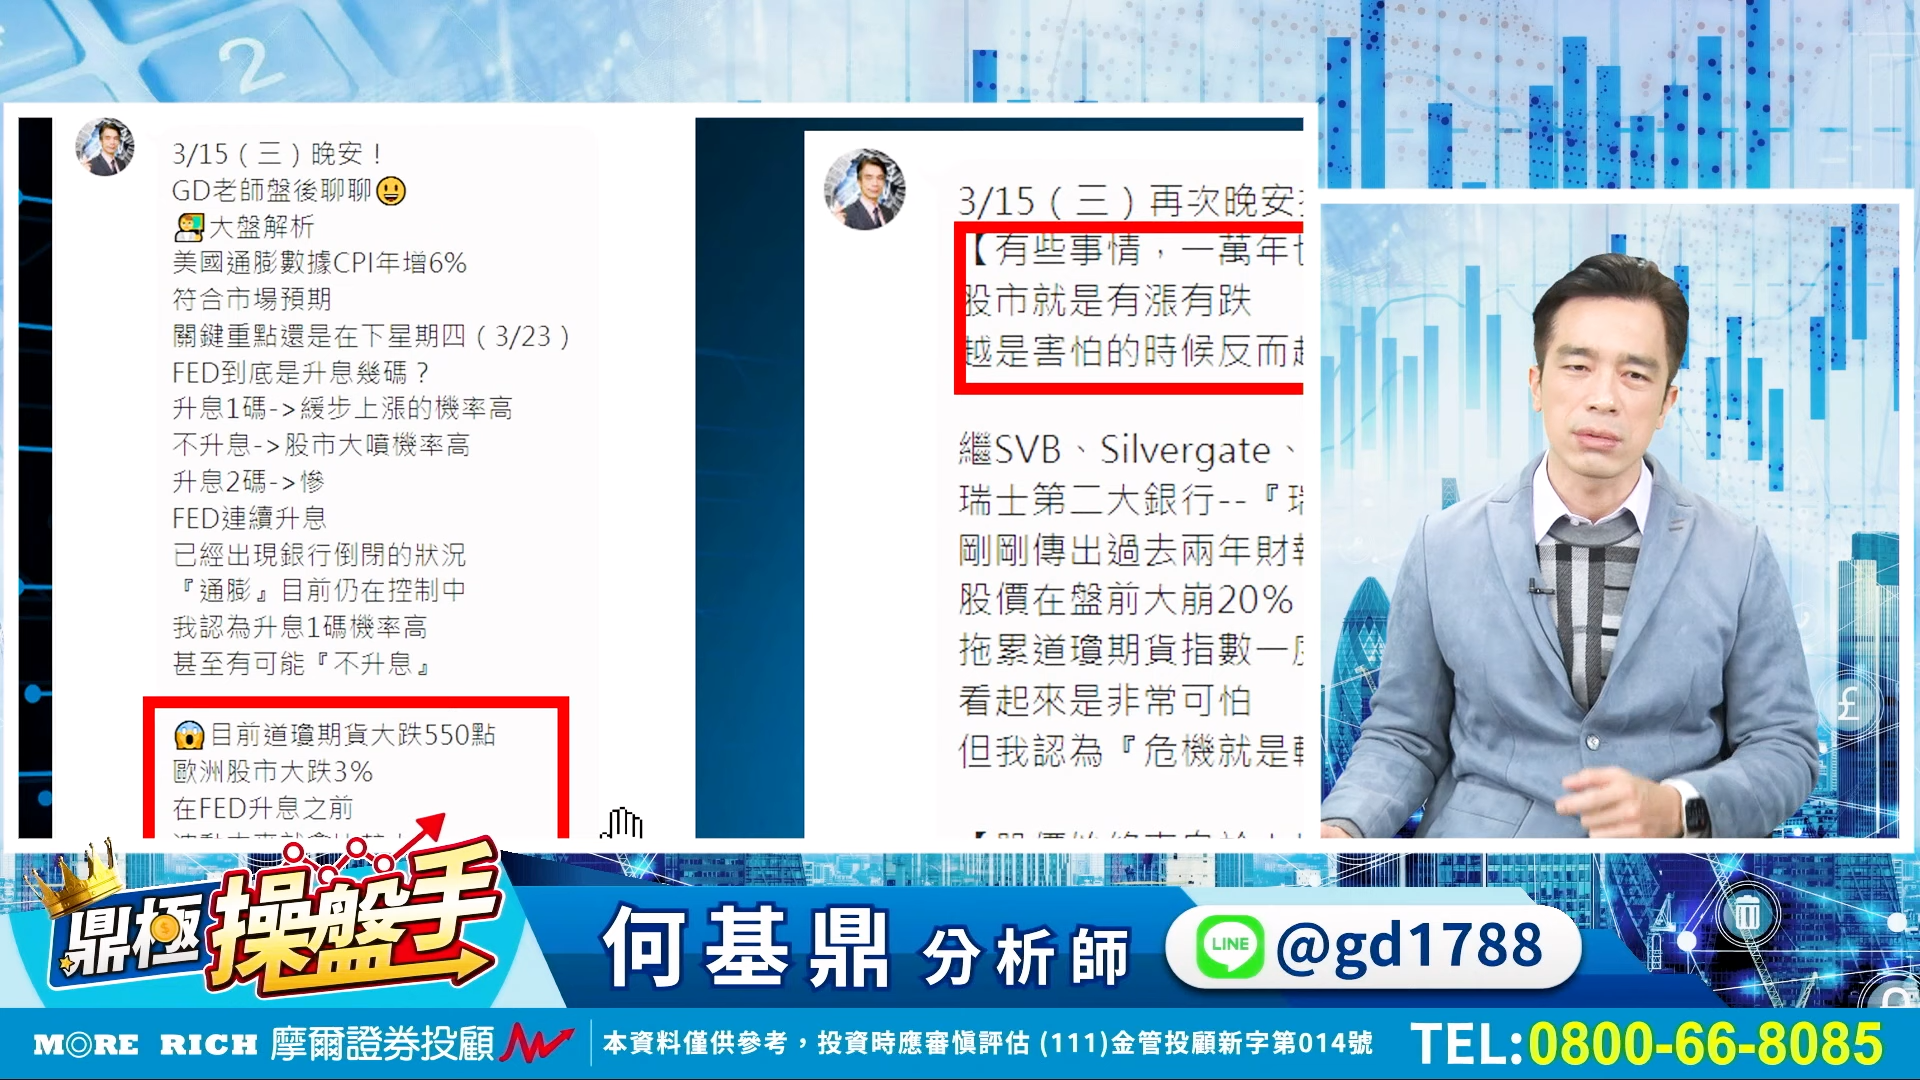 2
3/15（三）晚安！
GD老師盤後聊聊
大盤解析
美國通膨數據CPI年增6%
符合市場預期
關鍵重點還是在下星期四（3/23）
FED到底是升息幾碼？
升息1碼->緩步上漲的機率高
不升息->股市大噴機率高
升息2碼->慘
FED連續升息
已經出現銀行倒閉的狀況
『通膨』目前仍在控制中
我認為升息1碼機率高
甚至有可能『不升息』
目前道瓊期貨大跌550點
歐洲股市大跌3%
在FED升息之前
3/15（三）再次晚安
【有些事情，一萬年
股市就是有漲有跌
越是害怕的時候反而
繼SVB、Silvergate、
瑞士第二大銀行--『
剛剛傳出過去兩年財
股價在盤前大崩20%
拖累道瓊期貨指數一
看起來是非常可怕
但我認為『危機就是
£
鼎極操盤手
何基鼎 分析師
LINE @gd1788
MORE RICH 摩爾證券投顧
本資料僅供參考，投資時應審慎評估 (111)金管投顧新字第014號
TEL:0800-66-8085